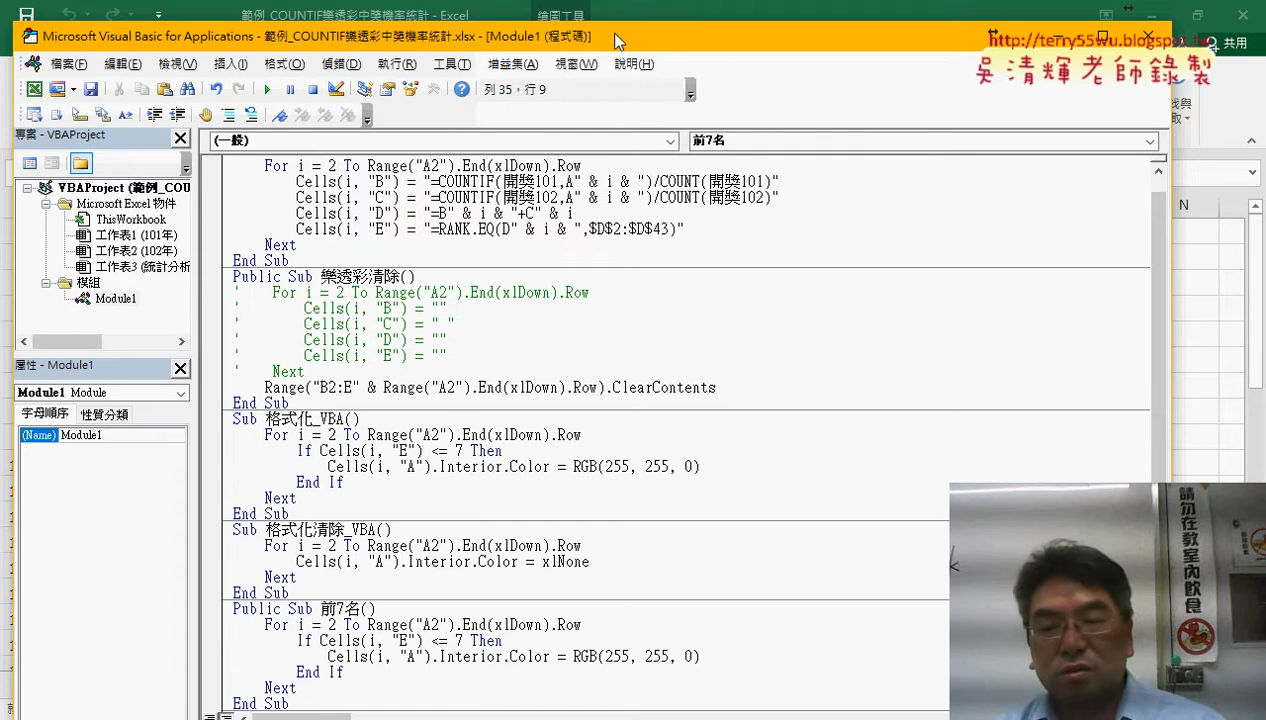 範例_COUNTIF樂透彩中獎機率統計 - Excel
繪圖工具
Microsoft Visual Basic for Applications - 範例_COUNTIF樂透彩中獎機率統計.xlsx - [Module1 (程式碼)]
http://terry55wu.blogspot.tw
共用
吳清輝老師錄製
檔案(F) 編輯(E) 檢視(V) 插入(I) 格式(O) 偵錯(D) 執行(R) 工具(T) 增益集(A) 視窗(W) 說明(H)
列 35，行 9
專案 - VBAProject
(一般)
前7名
VBAProject (範例_COU
Microsoft Excel 物件
ThisWorkbook
工作表1 (101年)
工作表2 (102年)
工作表3 (統計分析
模組
Module1
屬性 - Module1
Module1 Module
字母順序 性質分類
(Name) Module1
For i = 2 To Range("A2").End(xlDown).Row
Cells(i, "B") = "=COUNTIF(開獎101,A" & i & ")/COUNT(開獎101)"
Cells(i, "C") = "=COUNTIF(開獎102,A" & i & ")/COUNT(開獎102)"
Cells(i, "D") = "=B" & i & "+C" & i
Cells(i, "E") = "=RANK.EQ(D" & i & ",$D$2:$D$43)"
Next
End Sub
Public Sub 樂透彩清除()
' For i = 2 To Range("A2").End(xlDown).Row
' Cells(i, "B") = ""
' Cells(i, "C") = " "
' Cells(i, "D") = ""
' Cells(i, "E") = ""
' Next
Range("B2:E" & Range("A2").End(xlDown).Row).ClearContents
End Sub
Sub 格式化_VBA()
For i = 2 To Range("A2").End(xlDown).Row
If Cells(i, "E") <= 7 Then
Cells(i, "A").Interior.Color = RGB(255, 255, 0)
End If
Next
End Sub
Sub 格式化清除_VBA()
For i = 2 To Range("A2").End(xlDown).Row
Cells(i, "A").Interior.Color = xlNone
Next
End Sub
Public Sub 前7名()
For i = 2 To Range("A2").End(xlDown).Row
If Cells(i, "E") <= 7 Then
Cells(i, "A").Interior.Color = RGB(255, 255, 0)
End If
Next
End Sub
N
請勿在教室內飲食